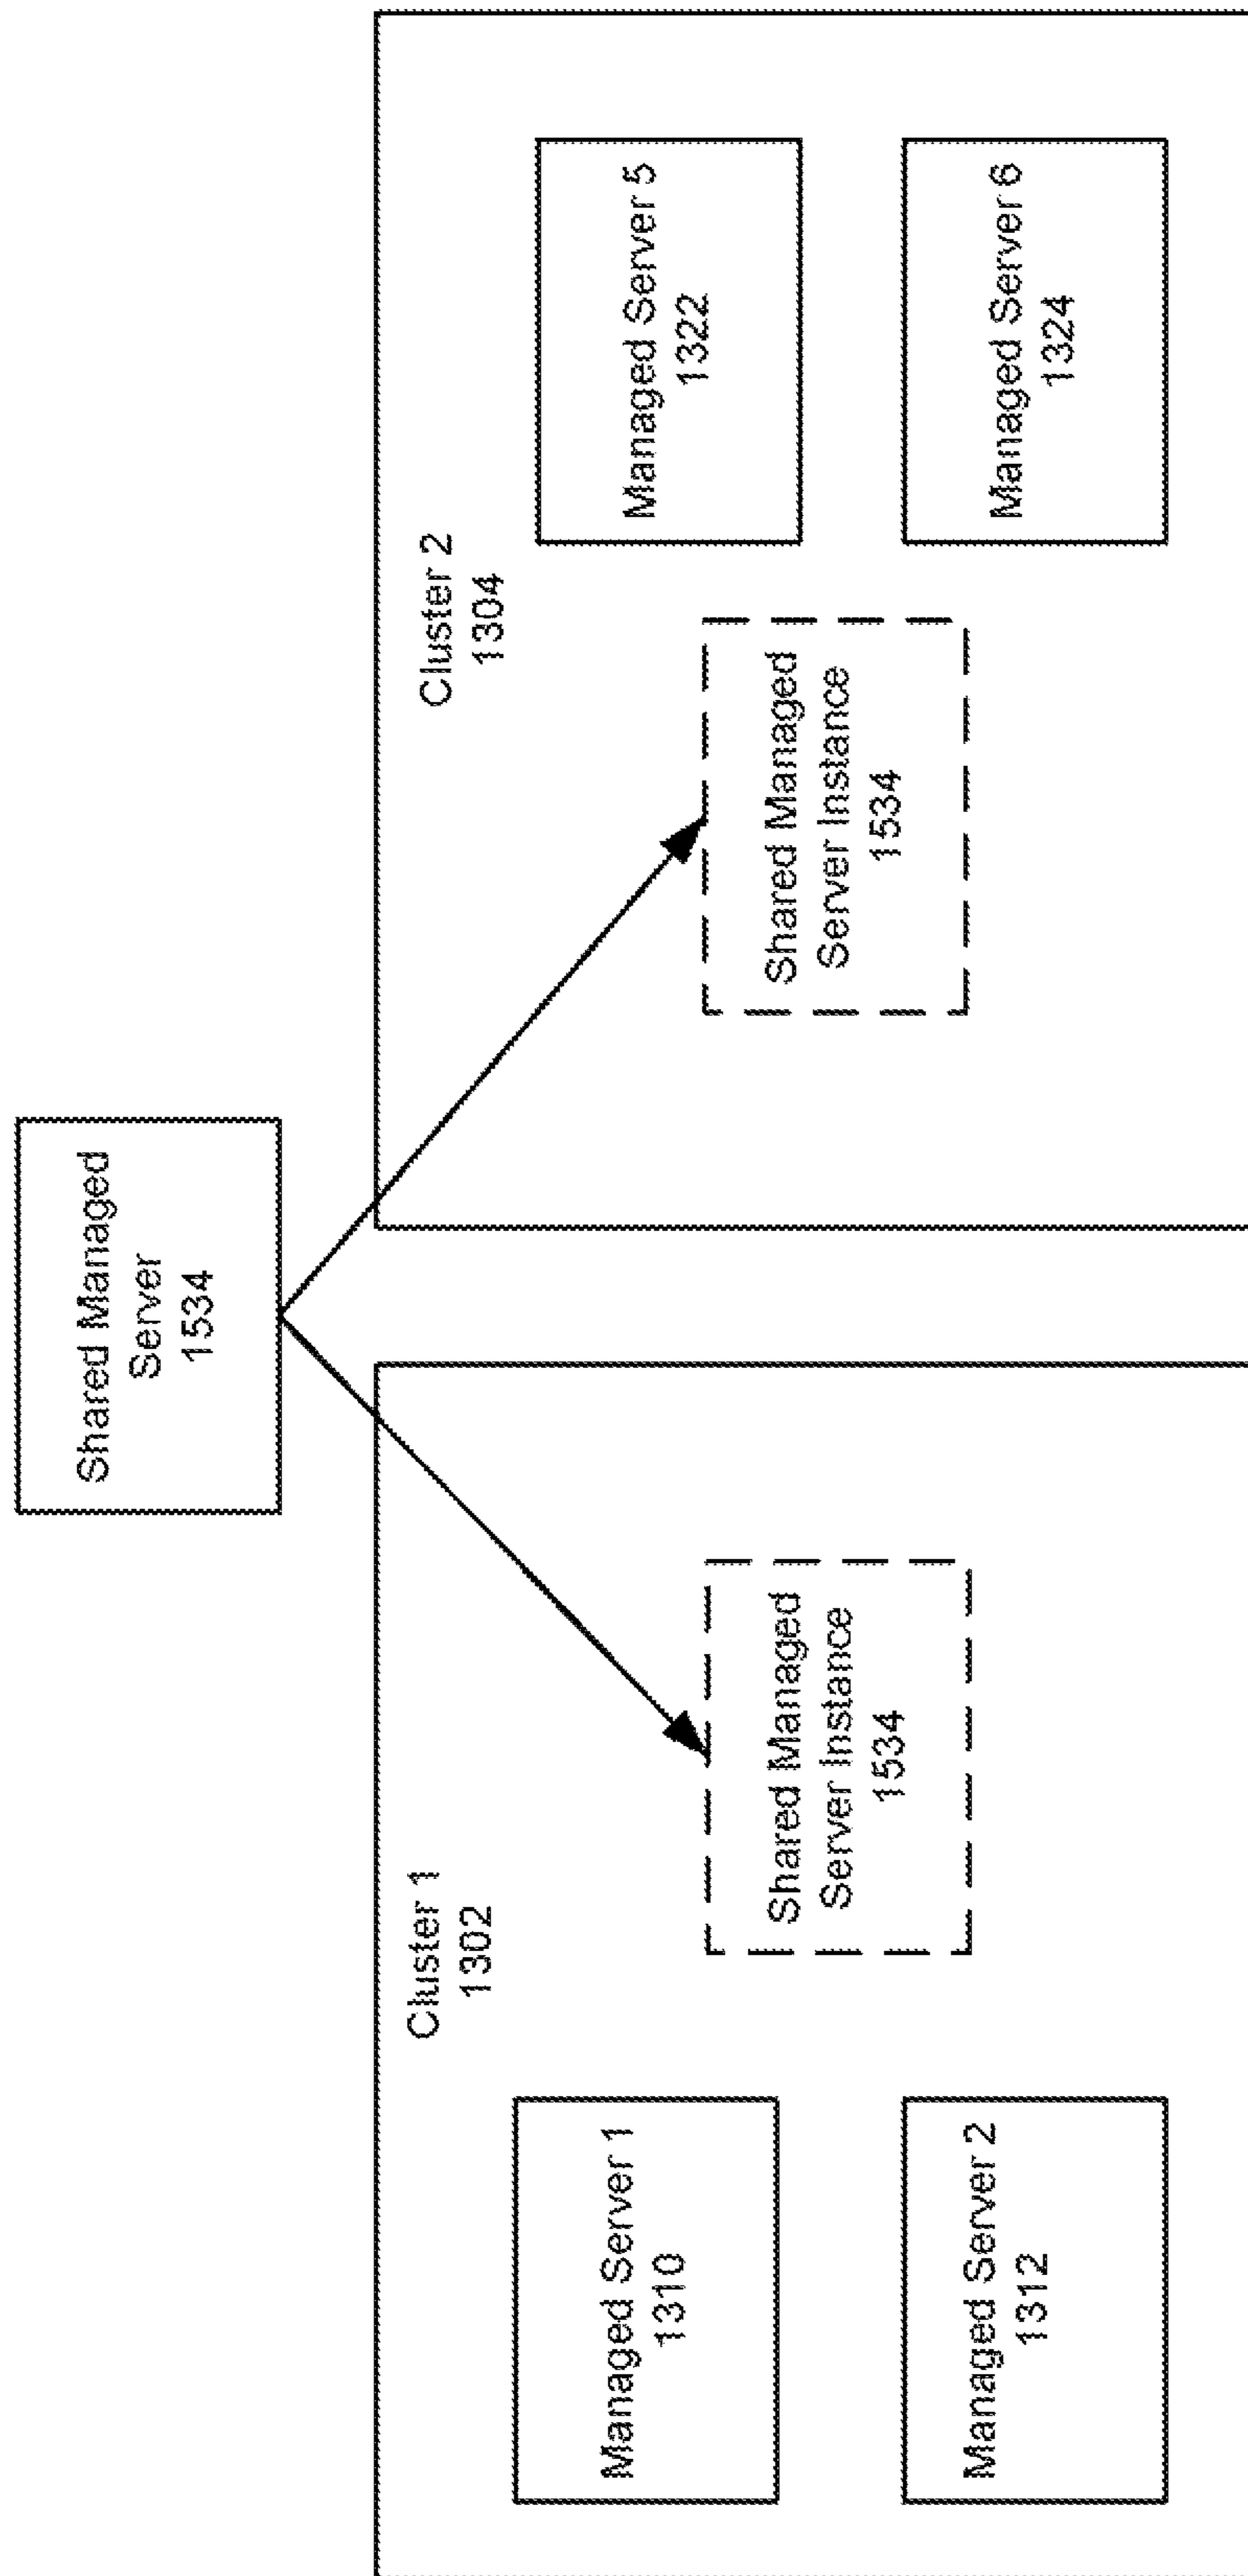 Shared Managed
Server
1534
Cluster 1
1302
Managed Server 1
1310
Managed Server 2
1312
Shared Managed
Server Instance
1534
Cluster 2
1304
Shared Managed
Server Instance
1534
Managed Server 5
1322
Managed Server 6
1324